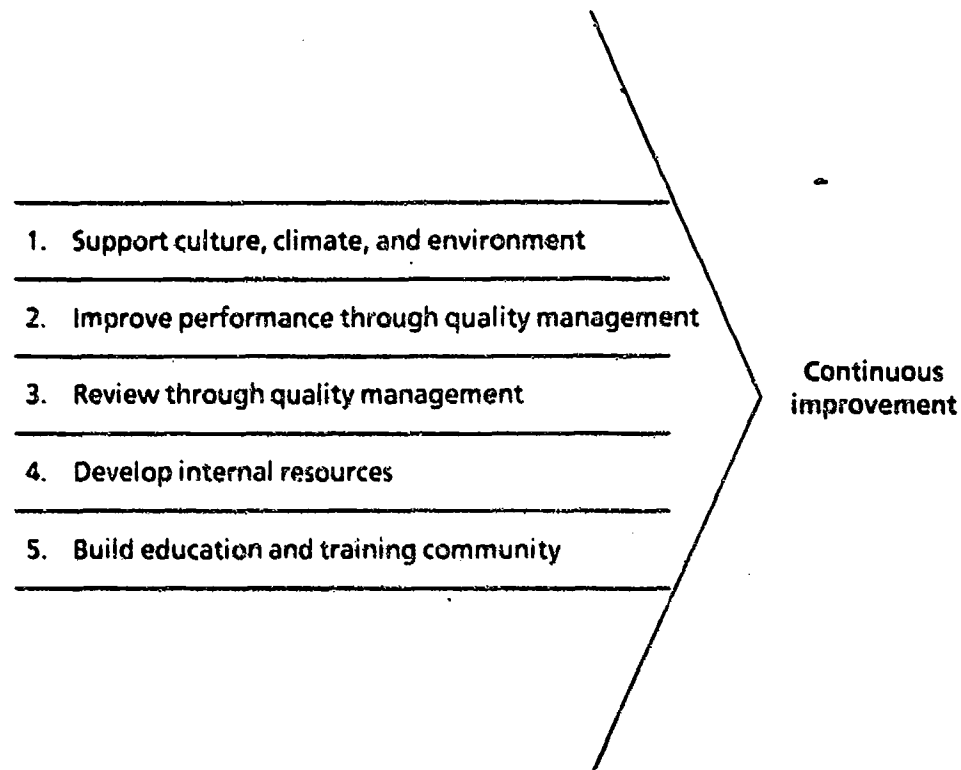 1. Support culture, climate, and environment
2. Improve performance through quality management
3. Review through quality management
4. Develop internal resources
5. Build education and training community
Continuous
improvement